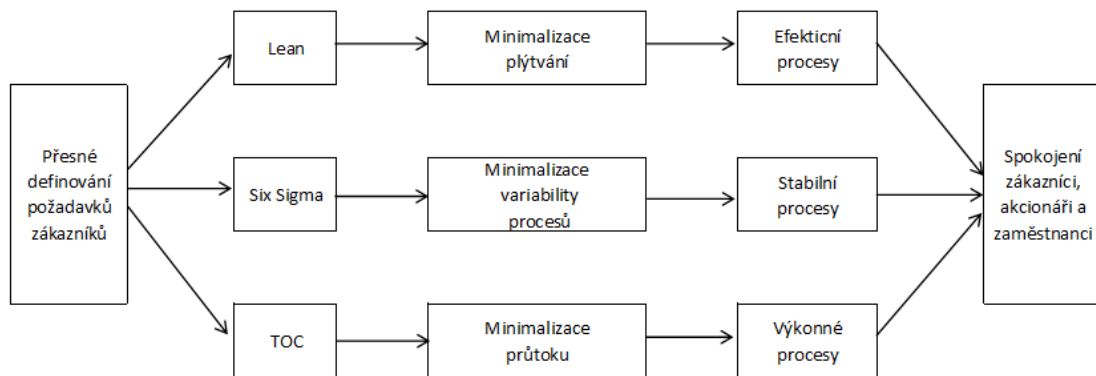 Přesné
definování
požadavků
zákazníků
Lean
Minimalizace
plýtvání
Efekticní
procesy
Six Sigma
Minimalizace
variability
procesů
Stabilní
procesy
TOC
Minimalizace
průtoku
Výkonné
procesy
Spokojení
zákazníci,
akcionáři a
zaměstnanci